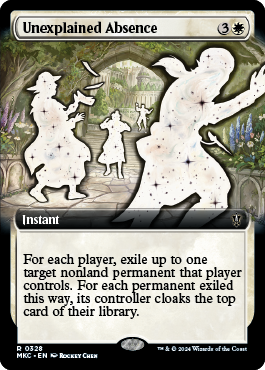 Unexplained Absence 3
Instant
For each player, exile up to one
target nonland permanent that player
controls. For each permanent exiled
this way, its controller cloaks the top
card of their library.
R 0328
MKC • EN Rockey Chen
™ & © 2024 Wizards of the Coast